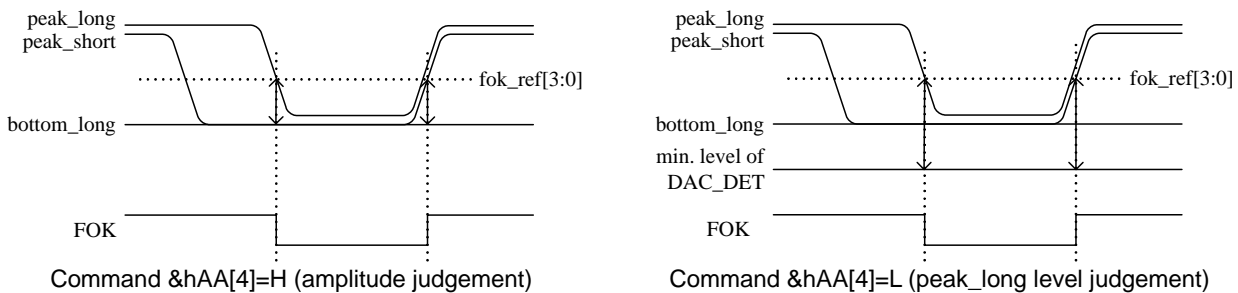 peak_long
peak_short
fok_ref[3:0]
bottom_long
FOK
Command &hAA[4]=H (amplitude judgement)
peak_long
peak_short
fok_ref[3:0]
bottom_long
min. level of
DAC_DET
FOK
Command &hAA[4]=L (peak_long level judgement)